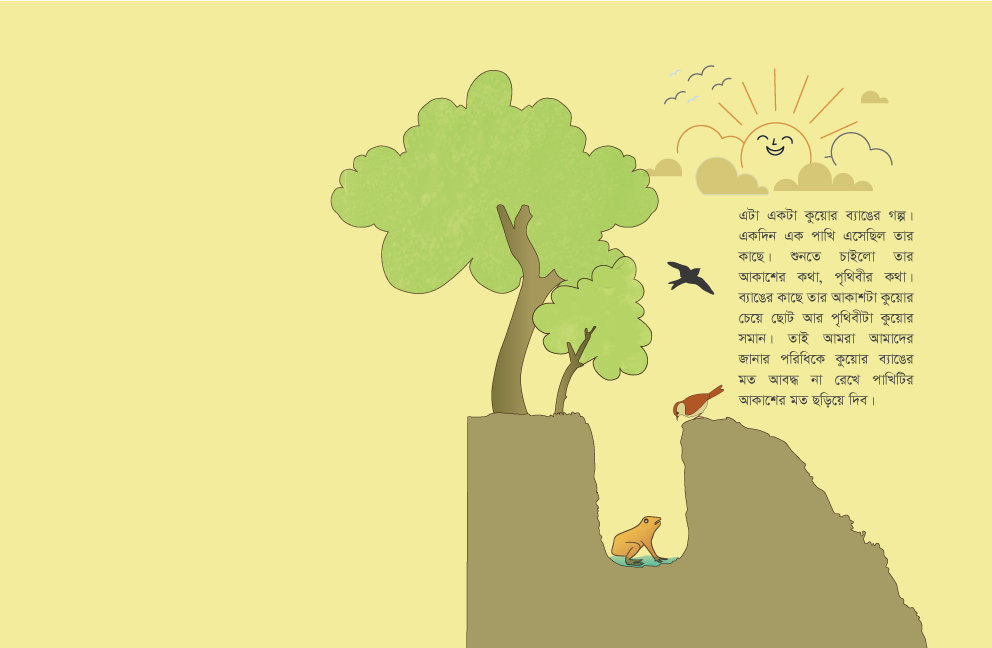 এটা একটা কুয়োর ব্যাঙের গল্প।
একদিন এক পাখি এসেছিল তার
কাছে। শুনতে চাইলো তার
আকাশের কথা, পৃথিবীর কথা।
ব্যাঙের কাছে তার আকাশটা কুয়োর
চেয়ে ছোট আর পৃথিবীটা কুয়োর
সমান। তাই আমরা আমাদের
জানার পরিধিকে কুয়োর ব্যাঙের
মত আবদ্ধ না রেখে পাখিটির
আকাশের মত ছড়িয়ে দিব।